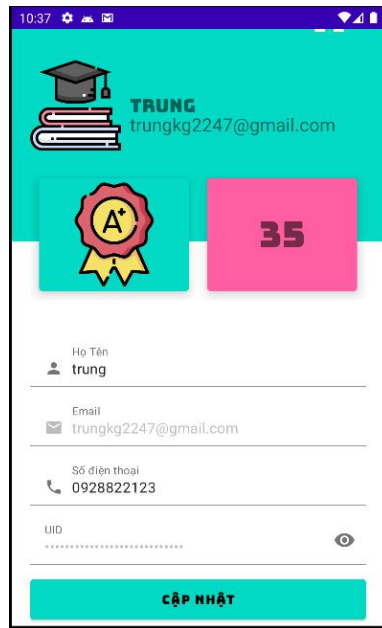 10:37
TRUNG
trungkg2247@gmail.com
A+
35
Họ Tên
trung
Email
trungkg2247@gmail.com
Số điện thoại
0928822123
UID
CẬP NHẬT